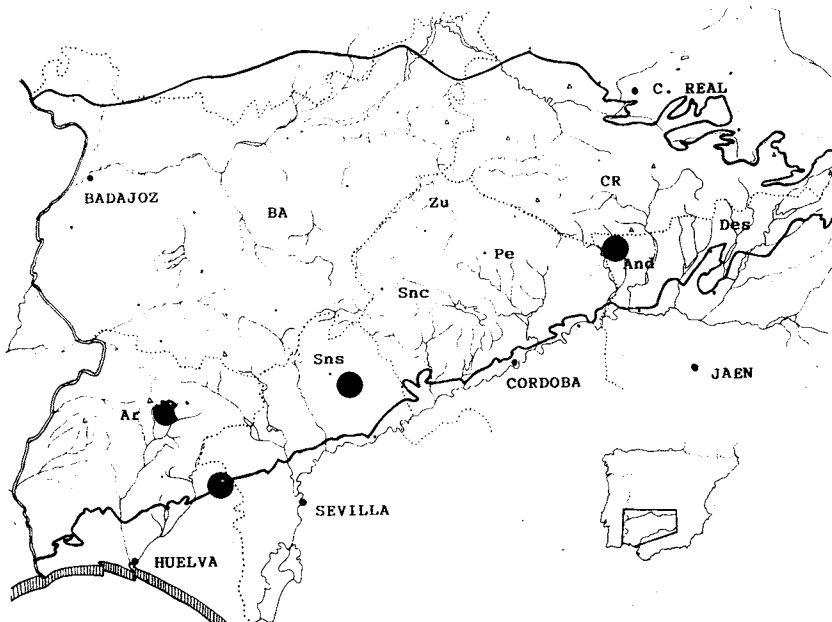 C. REAL
CR
BADAJOZ
BA
Zu
Des
Pe
And
Snc
Sns
CORDOBA
JAEN
Ar
SEVILLA
HUELVA